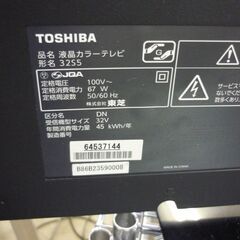 TOSHIBA
品名 液晶カラーテレビ
形名 32S5
JQA
定格電圧 100V~
定格消費電力 67 W
定格周波数 50/60 Hz
株式会社 東芝
区分 DN
受信機型サイズ 32V
年間消費電力量 45 kWh/年
製造番号
64537144
B86B2359000B